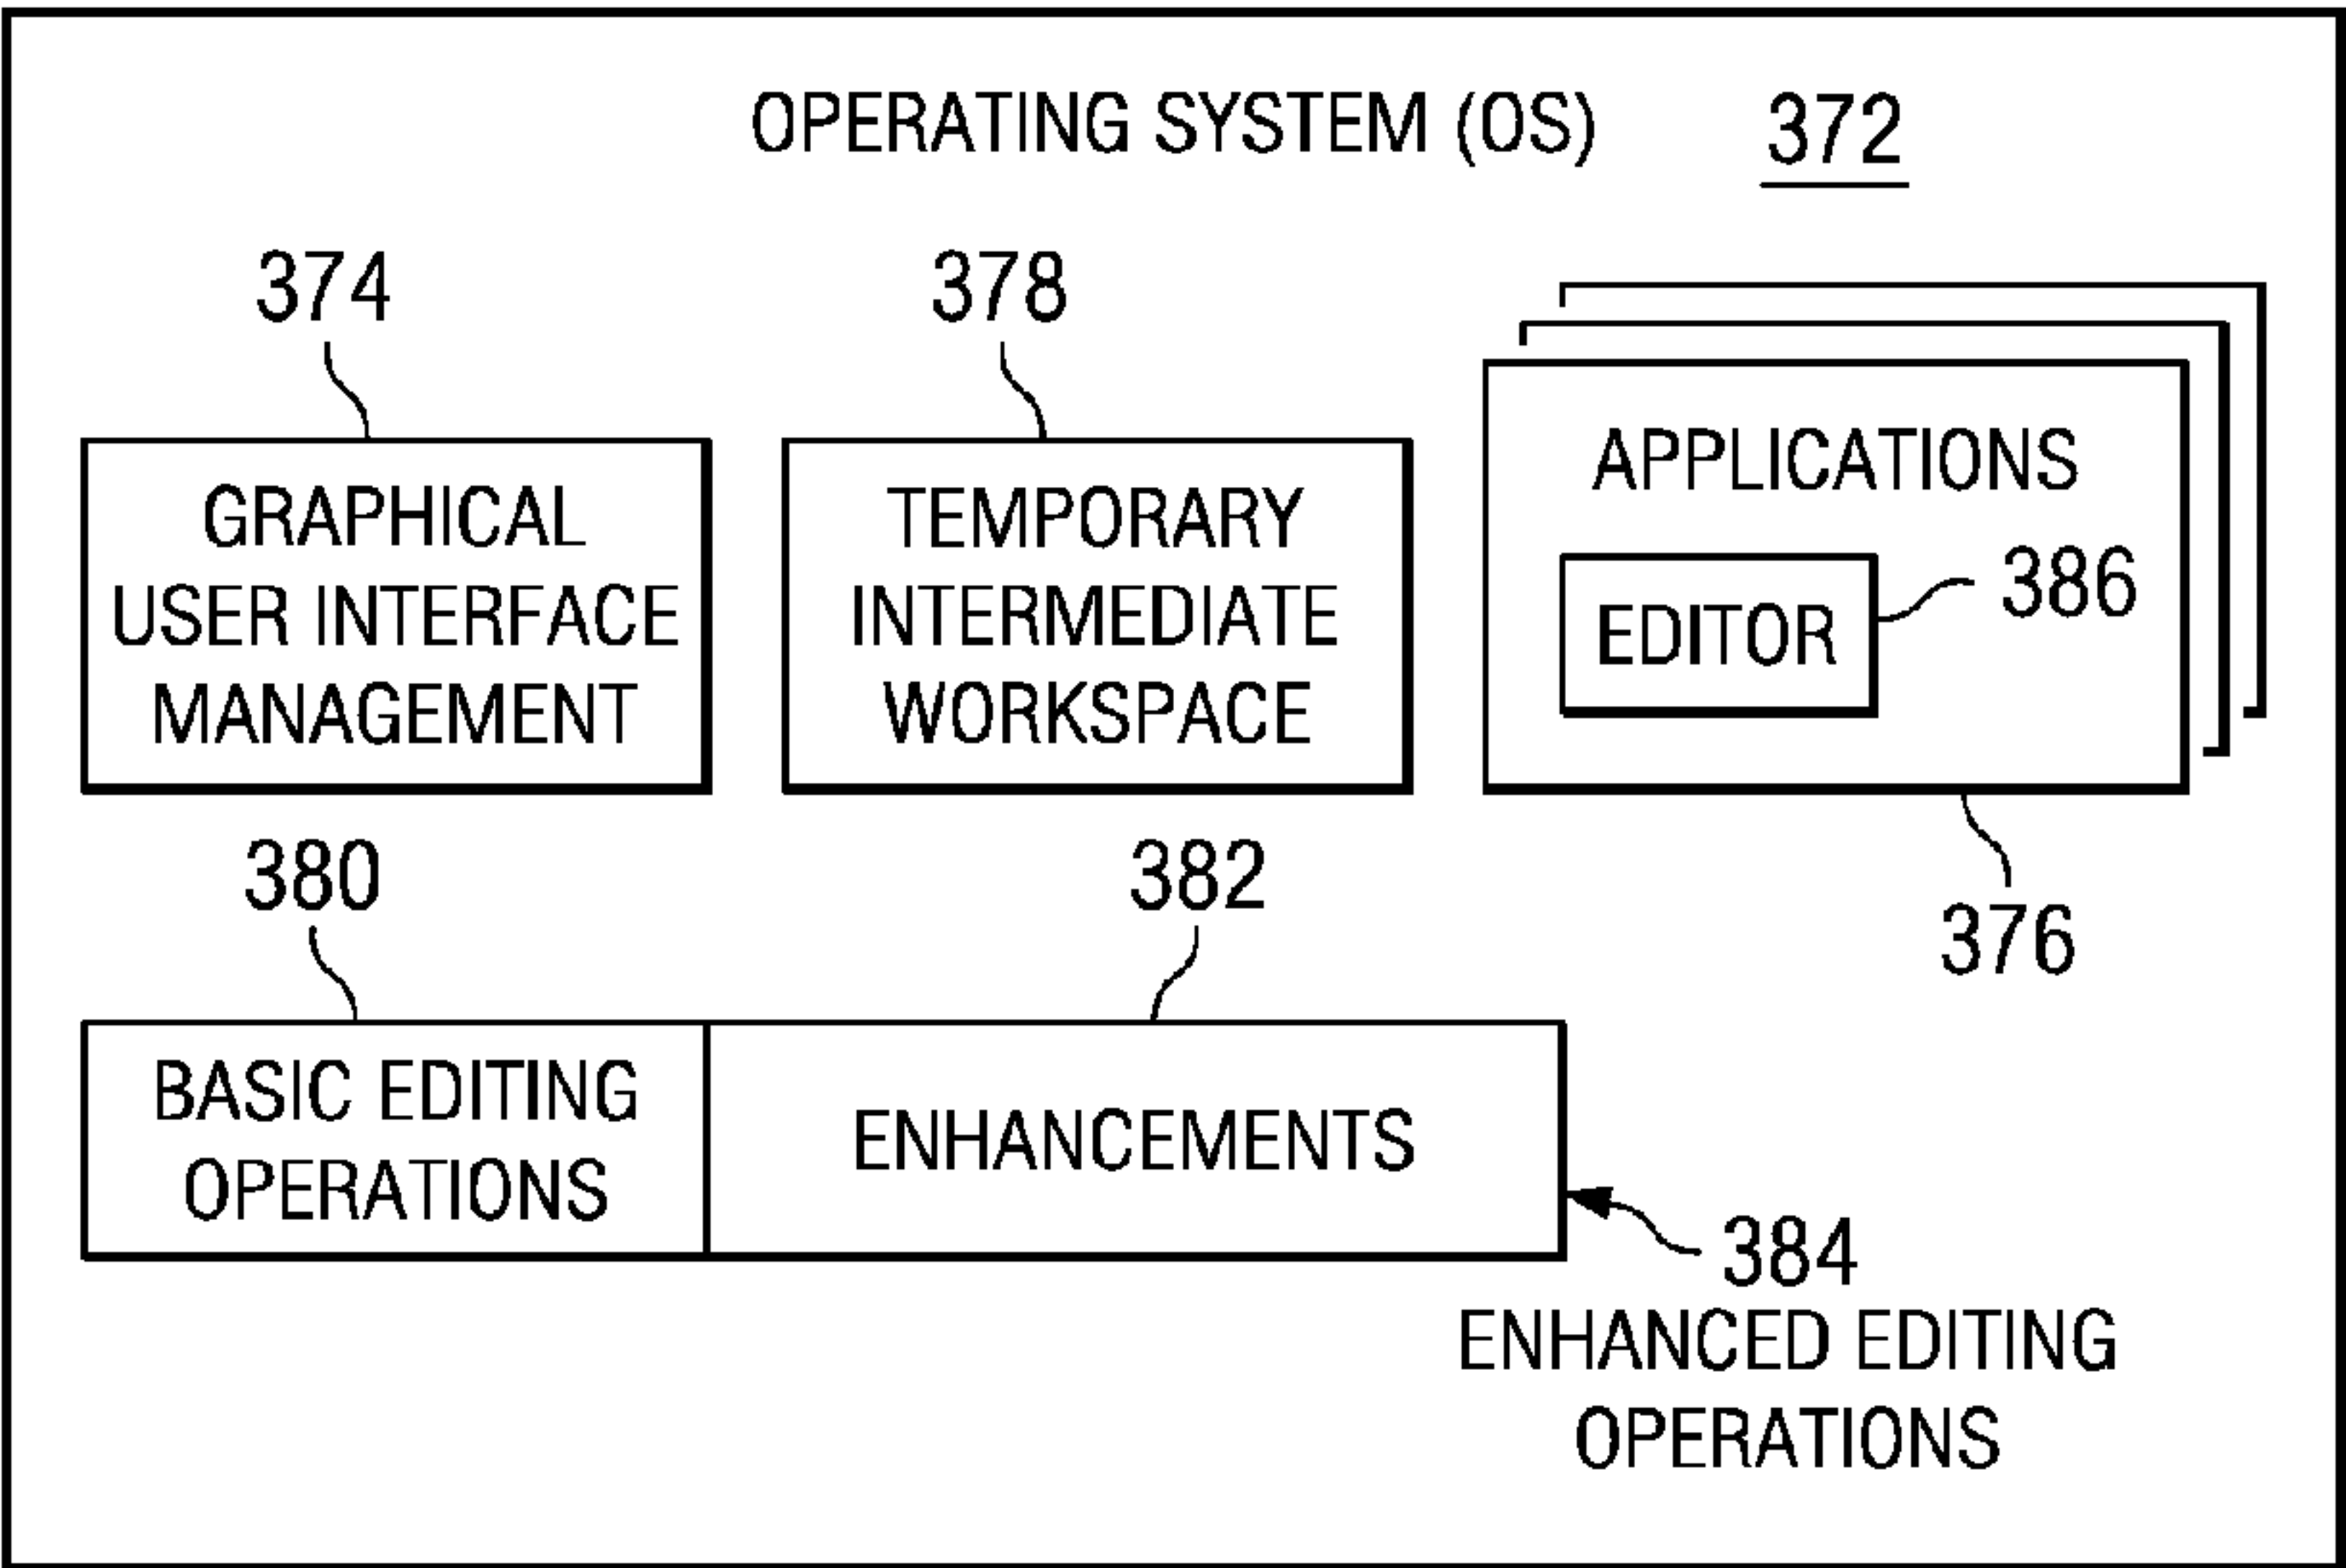 OPERATING SYSTEM (OS) 372
374
378
GRAPHICAL
USER INTERFACE
MANAGEMENT
TEMPORARY
INTERMEDIATE
WORKSPACE
APPLICATIONS
EDITOR
386
376
380
382
BASIC EDITING
OPERATIONS
ENHANCEMENTS
384
ENHANCED EDITING
OPERATIONS